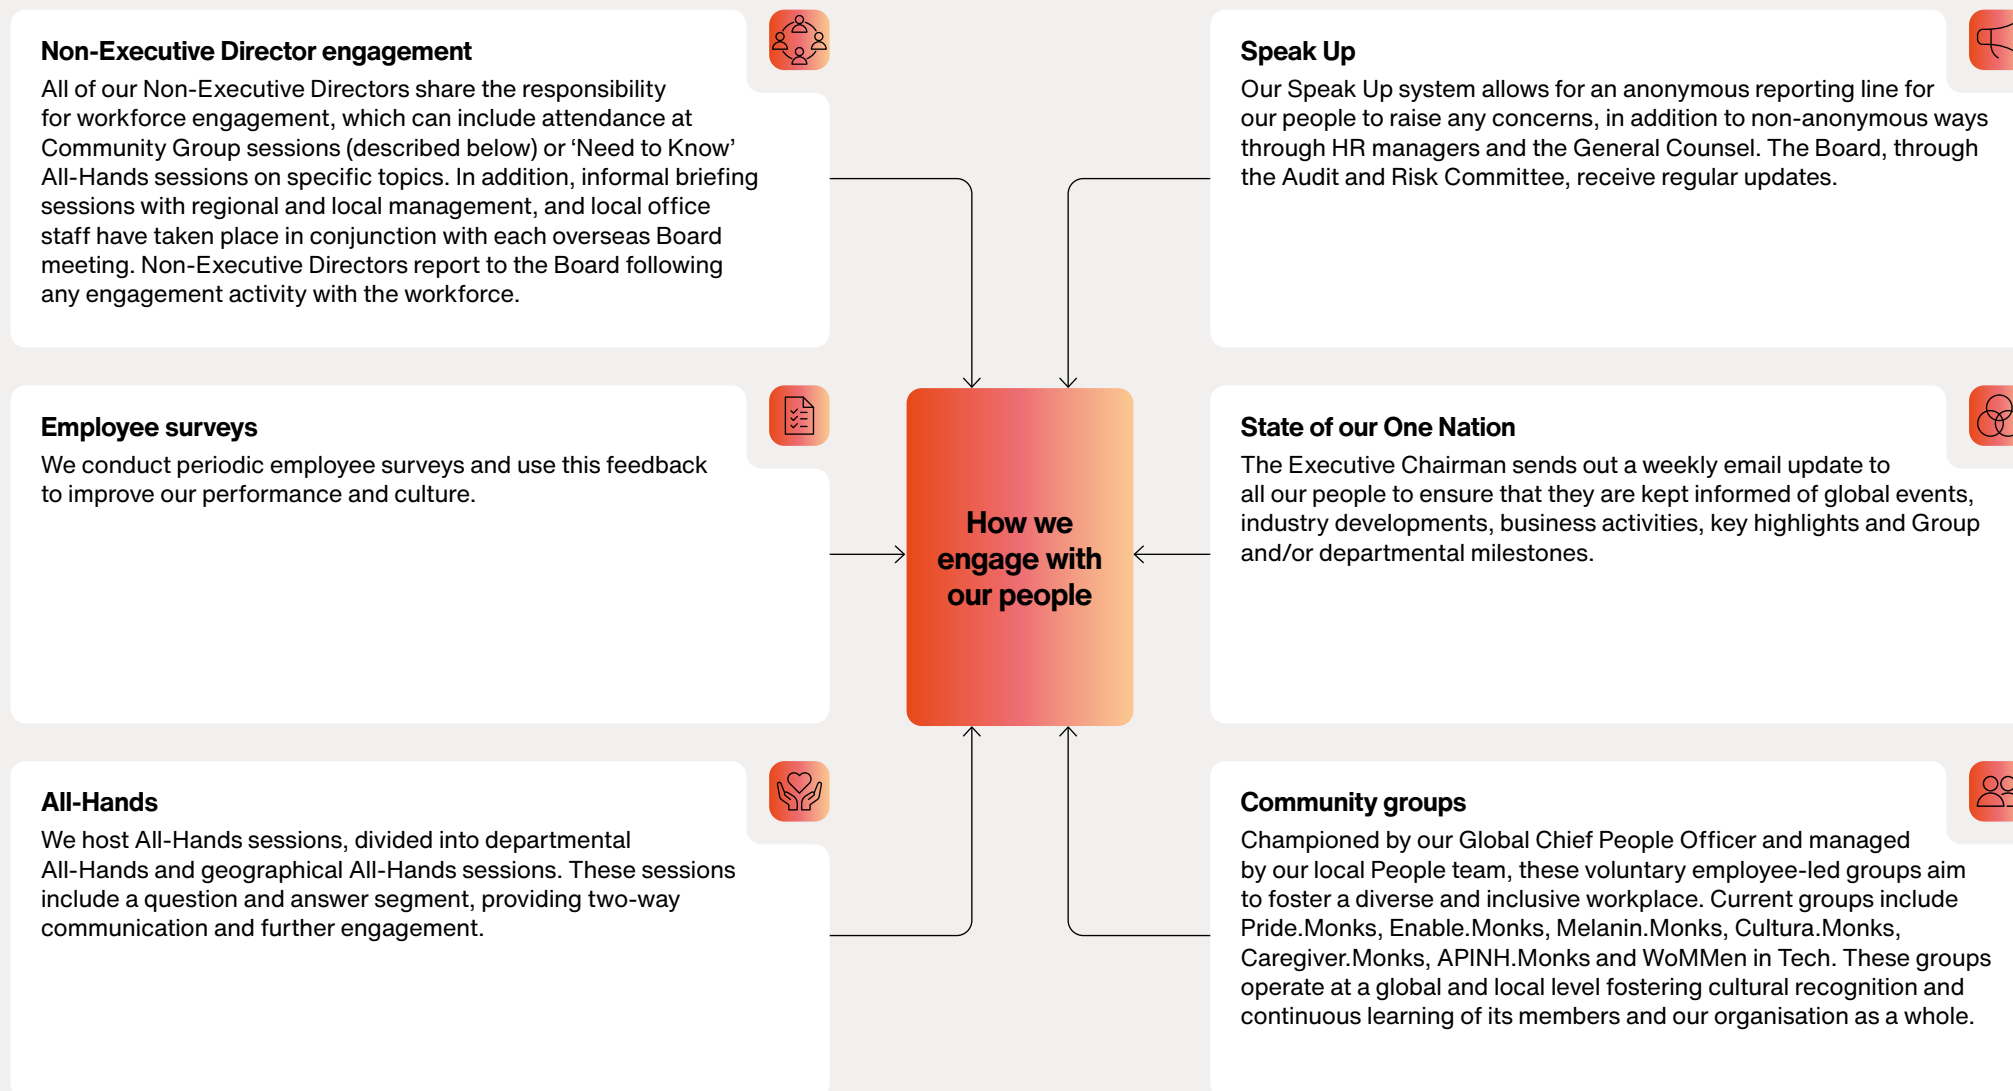 Non-Executive Director engagement
All of our Non-Executive Directors share the responsibility
for workforce engagement, which can include attendance at
Community Group sessions (described below) or ‘Need to Know’
All-Hands sessions on specific topics. In addition, informal briefing
sessions with regional and local management, and local office
staff have taken place in conjunction with each overseas Board
meeting. Non-Executive Directors report to the Board following
any engagement activity with the workforce.
Speak Up
Our Speak Up system allows for an anonymous reporting line for
our people to raise any concerns, in addition to non-anonymous ways
through HR managers and the General Counsel. The Board, through
the Audit and Risk Committee, receive regular updates.
Employee surveys
We conduct periodic employee surveys and use this feedback
to improve our performance and culture.
How we
engage with
our people
State of our One Nation
The Executive Chairman sends out a weekly email update to
all our people to ensure that they are kept informed of global events,
industry developments, business activities, key highlights and Group
and/or departmental milestones.
All-Hands
We host All-Hands sessions, divided into departmental
All-Hands and geographical All-Hands sessions. These sessions
include a question and answer segment, providing two-way
communication and further engagement.
Community groups
Championed by our Global Chief People Officer and managed
by our local People team, these voluntary employee-led groups aim
to foster a diverse and inclusive workplace. Current groups include
Pride.Monks, Enable.Monks, Melanin.Monks, Cultura.Monks,
Caregiver.Monks, APINH.Monks and WoMMen in Tech. These groups
operate at a global and local level fostering cultural recognition and
continuous learning of its members and our organisation as a whole.